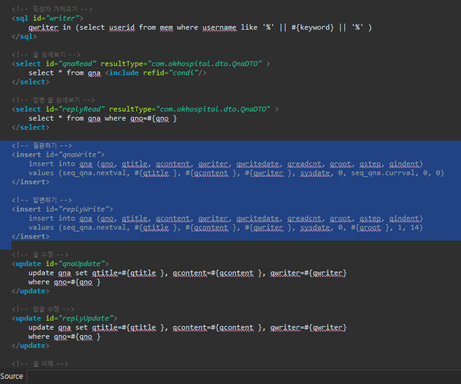 <!-- 작성자 가져오기 -->
<sql id="writer">
qwriter in (select userid from mem where username like '%' || #{keyword} || '%' )
</sql>
<!-- 글 상세보기 -->
<select id="qnaRead" resultType="com.okhospital.dto.QnaDTO" >
select * from qna <include refid="condi"/>
</select>
<!-- 답변 글 상세보기 -->
<select id="replyRead" resultType="com.okhospital.dto.QnaDTO" >
select * from qna where qno=#{qno }
</select>
<!-- 질문하기 -->
<insert id="qnaWrite">
insert into qna (qno, qtitle, qcontent, qwriter, qwritedate, qreadcnt, qroot, qstep, qindent)
values (seq_qna.nextval, #{qtitle }, #{qcontent }, #{qwriter }, sysdate, 0, seq_qna.currval, 0, 0)
</insert>
<!-- 답변하기 -->
<insert id="replyWrite">
insert into qna (qno, qtitle, qcontent, qwriter, qwritedate, qreadcnt, qroot, qstep, qindent)
values (seq_qna.nextval, #{qtitle }, #{qcontent }, #{qwriter }, sysdate, 0, #{qroot }, 1, 14)
</insert>
<!-- 글 수정 -->
<update id="qnaUpdate">
update qna set qtitle=#{qtitle }, qcontent=#{qcontent }, qwriter=#{qwriter}
where qno=#{qno }
</update>
<!-- 답글 수정 -->
<update id="replyUpdate">
update qna set qtitle=#{qtitle }, qcontent=#{qcontent }, qwriter=#{qwriter}
where qno=#{qno }
</update>
<!-- 글 삭제 -->
Source